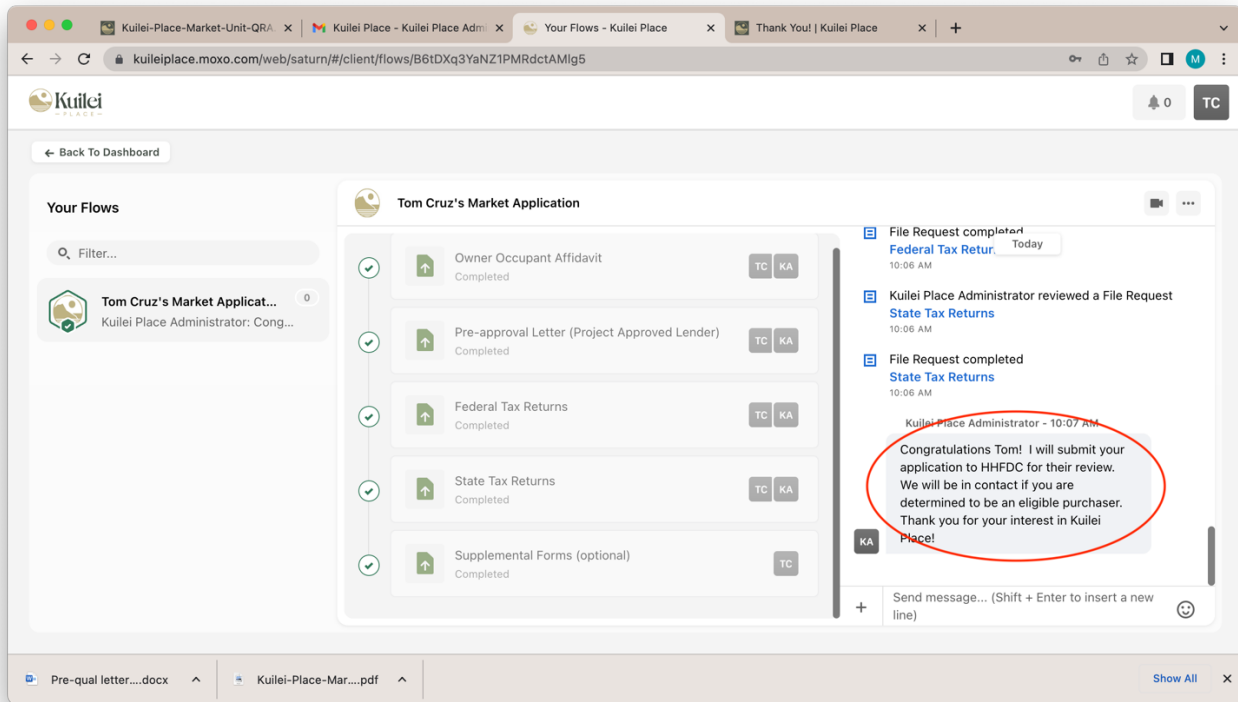 Kuilei-Place-Market-Unit-QRA
Kuilei Place - Kuilei Place Admi
Your Flows - Kuilei Place
Thank You! | Kuilei Place
kuileiplace.moxo.com/web/saturn/#/client/flows/B6tDXq3YaNZ1PMRdctAMlg5
M
Kuilei
PLACE
0
TC
← Back To Dashboard
Your Flows
Filter...
Tom Cruz's Market Applicat...
0
Kuilei Place Administrator: Cong...
Tom Cruz's Market Application
Owner Occupant Affidavit
Completed
TC KA
Pre-approval Letter (Project Approved Lender)
Completed
TC KA
Federal Tax Returns
Completed
TC KA
State Tax Returns
Completed
TC KA
Supplemental Forms (optional)
Completed
TC
File Request completed
Today
Federal Tax Retur
10:06 AM
Kuilei Place Administrator reviewed a File Request
State Tax Returns
10:06 AM
File Request completed
State Tax Returns
10:06 AM
Kuilei Place Administrator - 10:07 AM
Congratulations Tom! I will submit your
application to HHFDC for their review.
We will be in contact if you are
determined to be an eligible purchaser.
Thank you for your interest in Kuilei
Place!
KA
Send message... (Shift + Enter to insert a new
line)
Pre-qual letter....docx
Kuilei-Place-Mar....pdf
Show All